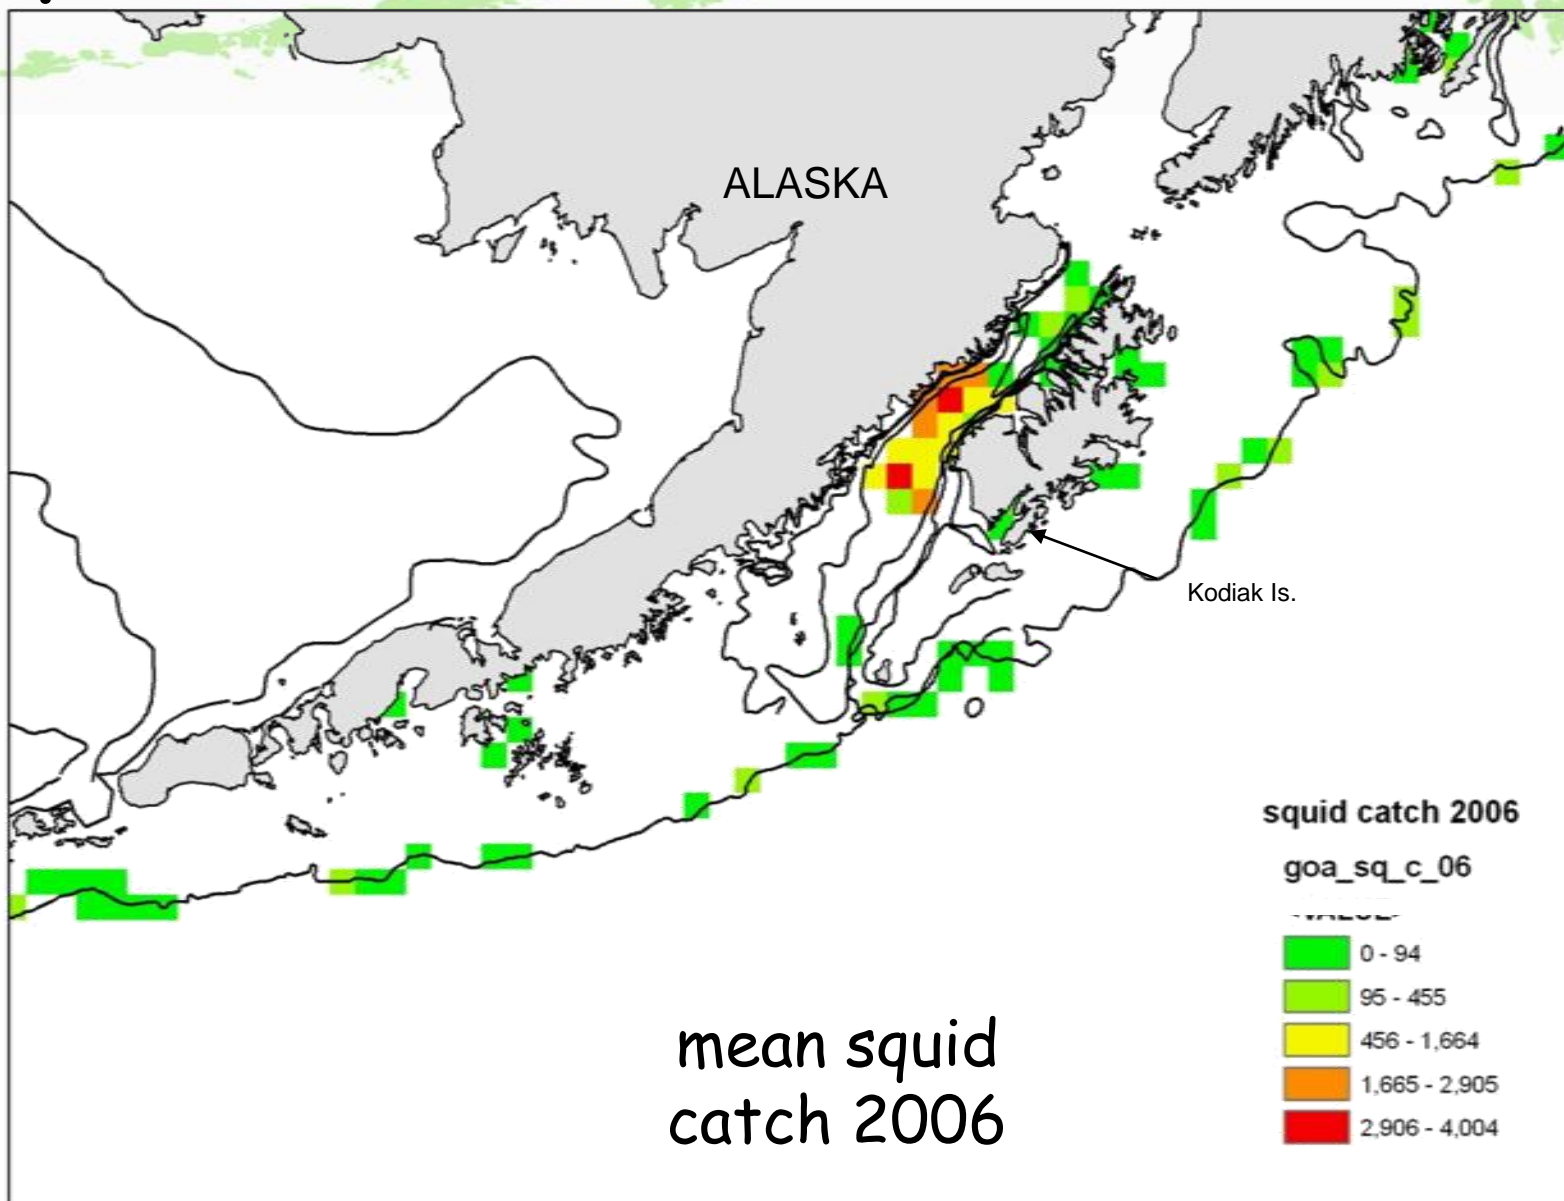 ALASKA
Kodiak Is.
squid catch 2006
goa_sq_c_06
<VALUE>
0 - 94
95 - 455
456 - 1,664
1,665 - 2,905
2,906 - 4,004
mean squid
catch 2006